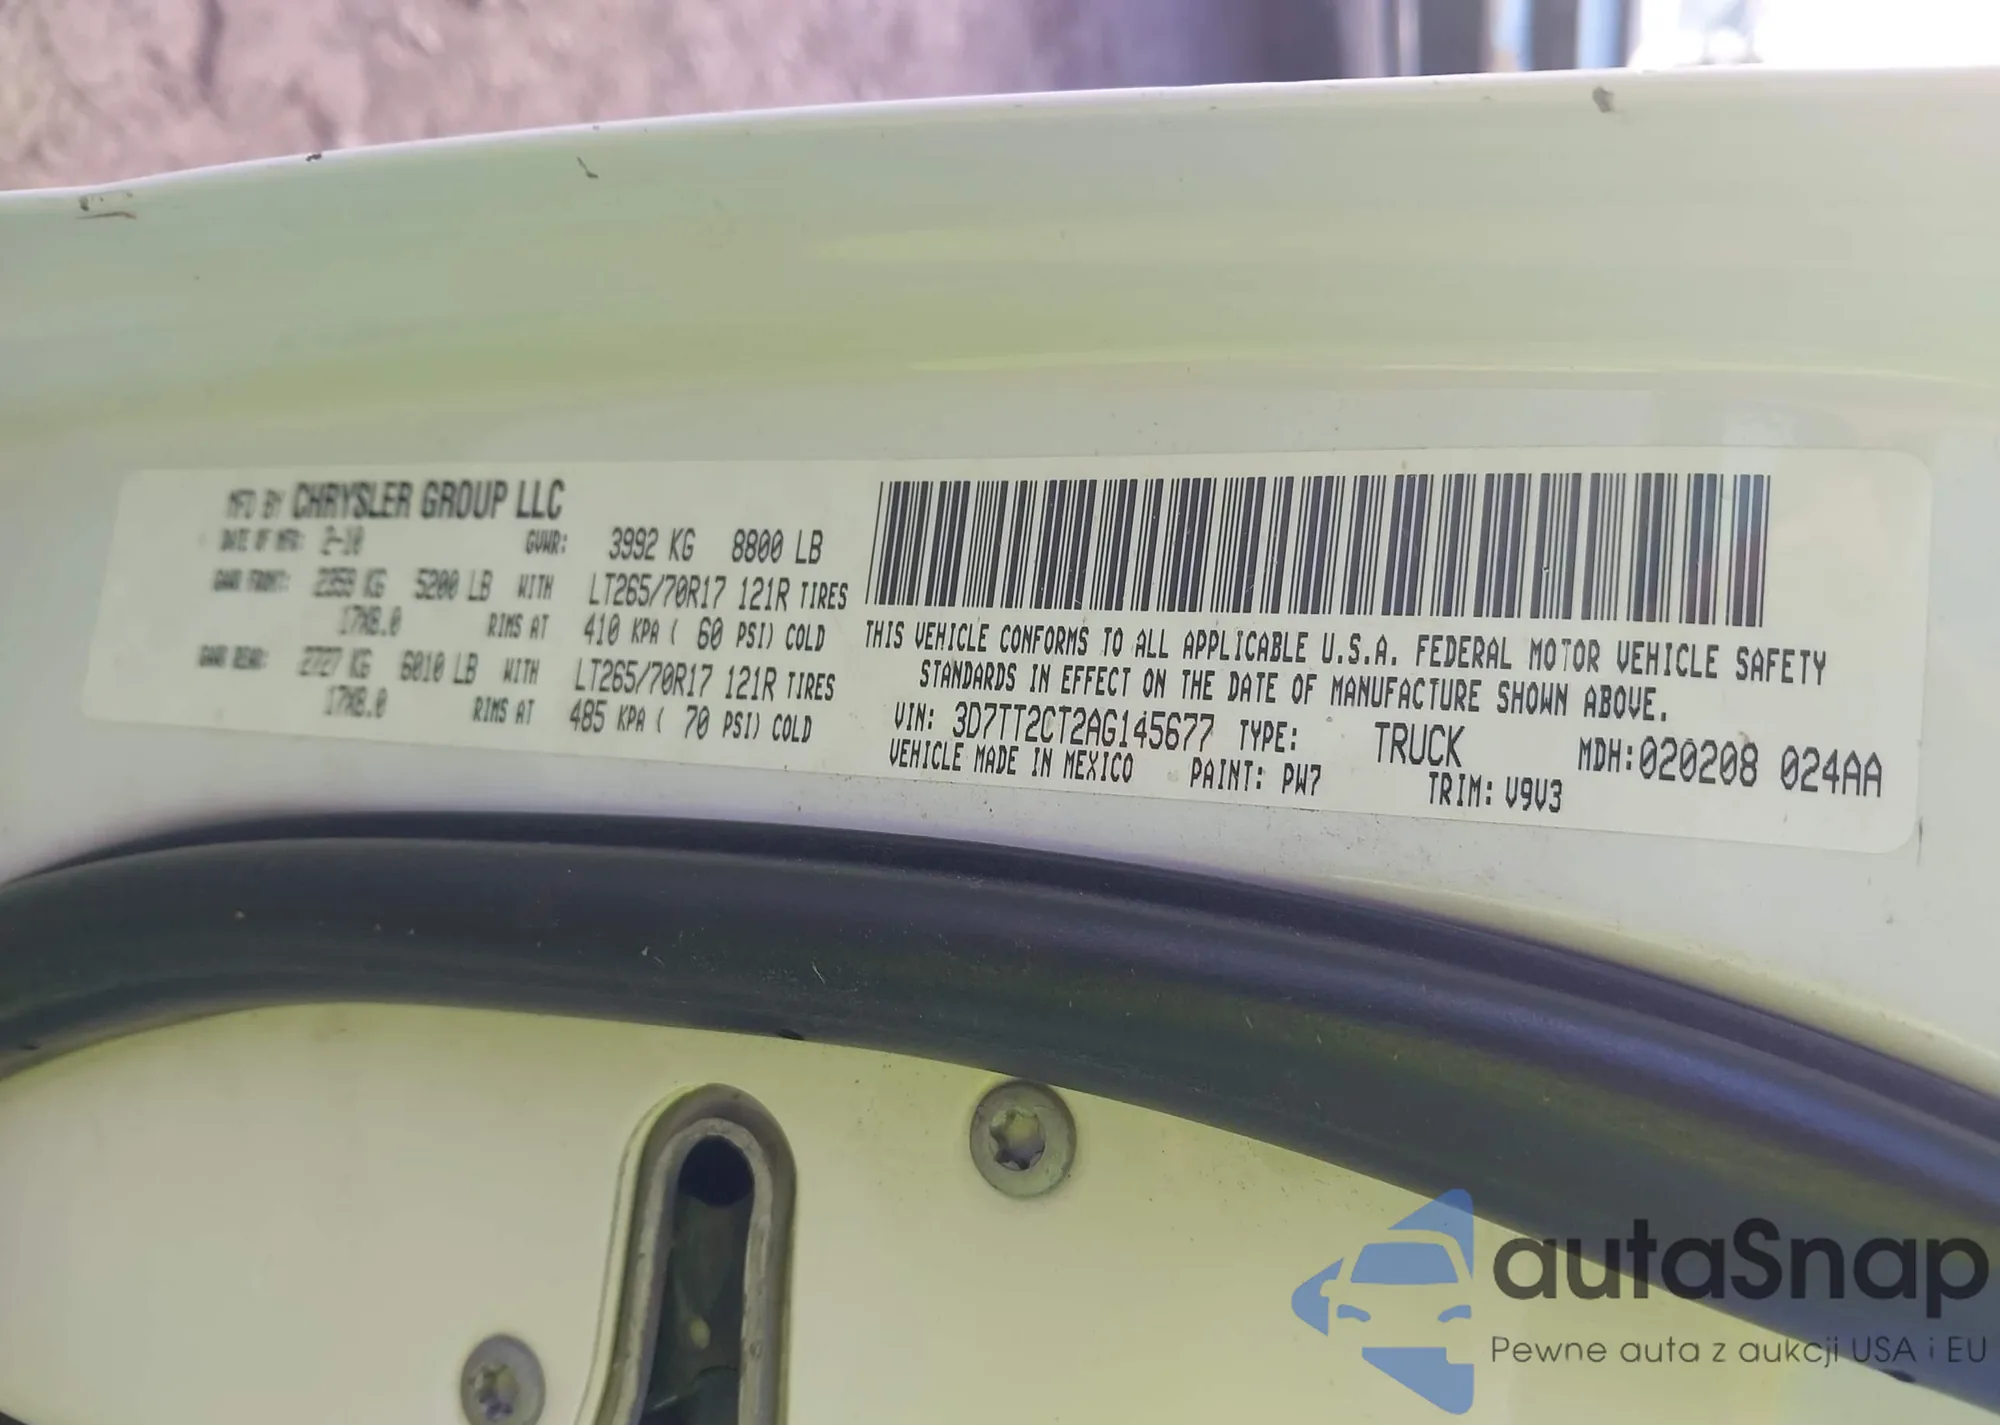 MFD BY CHRYSLER GROUP LLC
DATE OF MFR: 2-10 GVWR: 3992 KG 8800 LB
GAWR FRONT: 2359 KG 5200 LB WITH LT265/70R17 121R TIRES
17X8.0 RIMS AT 410 KPA ( 60 PSI) COLD
GAWR REAR: 2727 KG 6010 LB WITH LT265/70R17 121R TIRES
17X8.0 RIMS AT 485 KPA ( 70 PSI) COLD
THIS VEHICLE CONFORMS TO ALL APPLICABLE U.S.A. FEDERAL MOTOR VEHICLE SAFETY
STANDARDS IN EFFECT ON THE DATE OF MANUFACTURE SHOWN ABOVE.
VIN: 3D7TT2CT2AG145677 TYPE: TRUCK MDH:020208 024AA
VEHICLE MADE IN MEXICO PAINT: PW7 TRIM: V9V3
autaSnap
Pewne auta z aukcji USA i EU